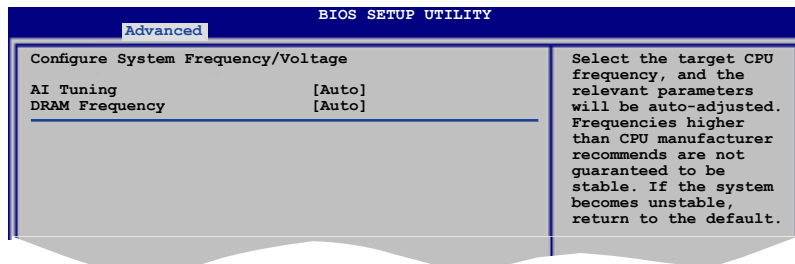 BIOS SETUP UTILITY
Advanced
Configure System Frequency/Voltage
AI Tuning [Auto]
DRAM Frequency [Auto]
Select the target CPU
frequency, and the
relevant parameters
will be auto-adjusted.
Frequencies higher
than CPU manufacturer
recommends are not
guaranteed to be
stable. If the system
becomes unstable,
return to the default.